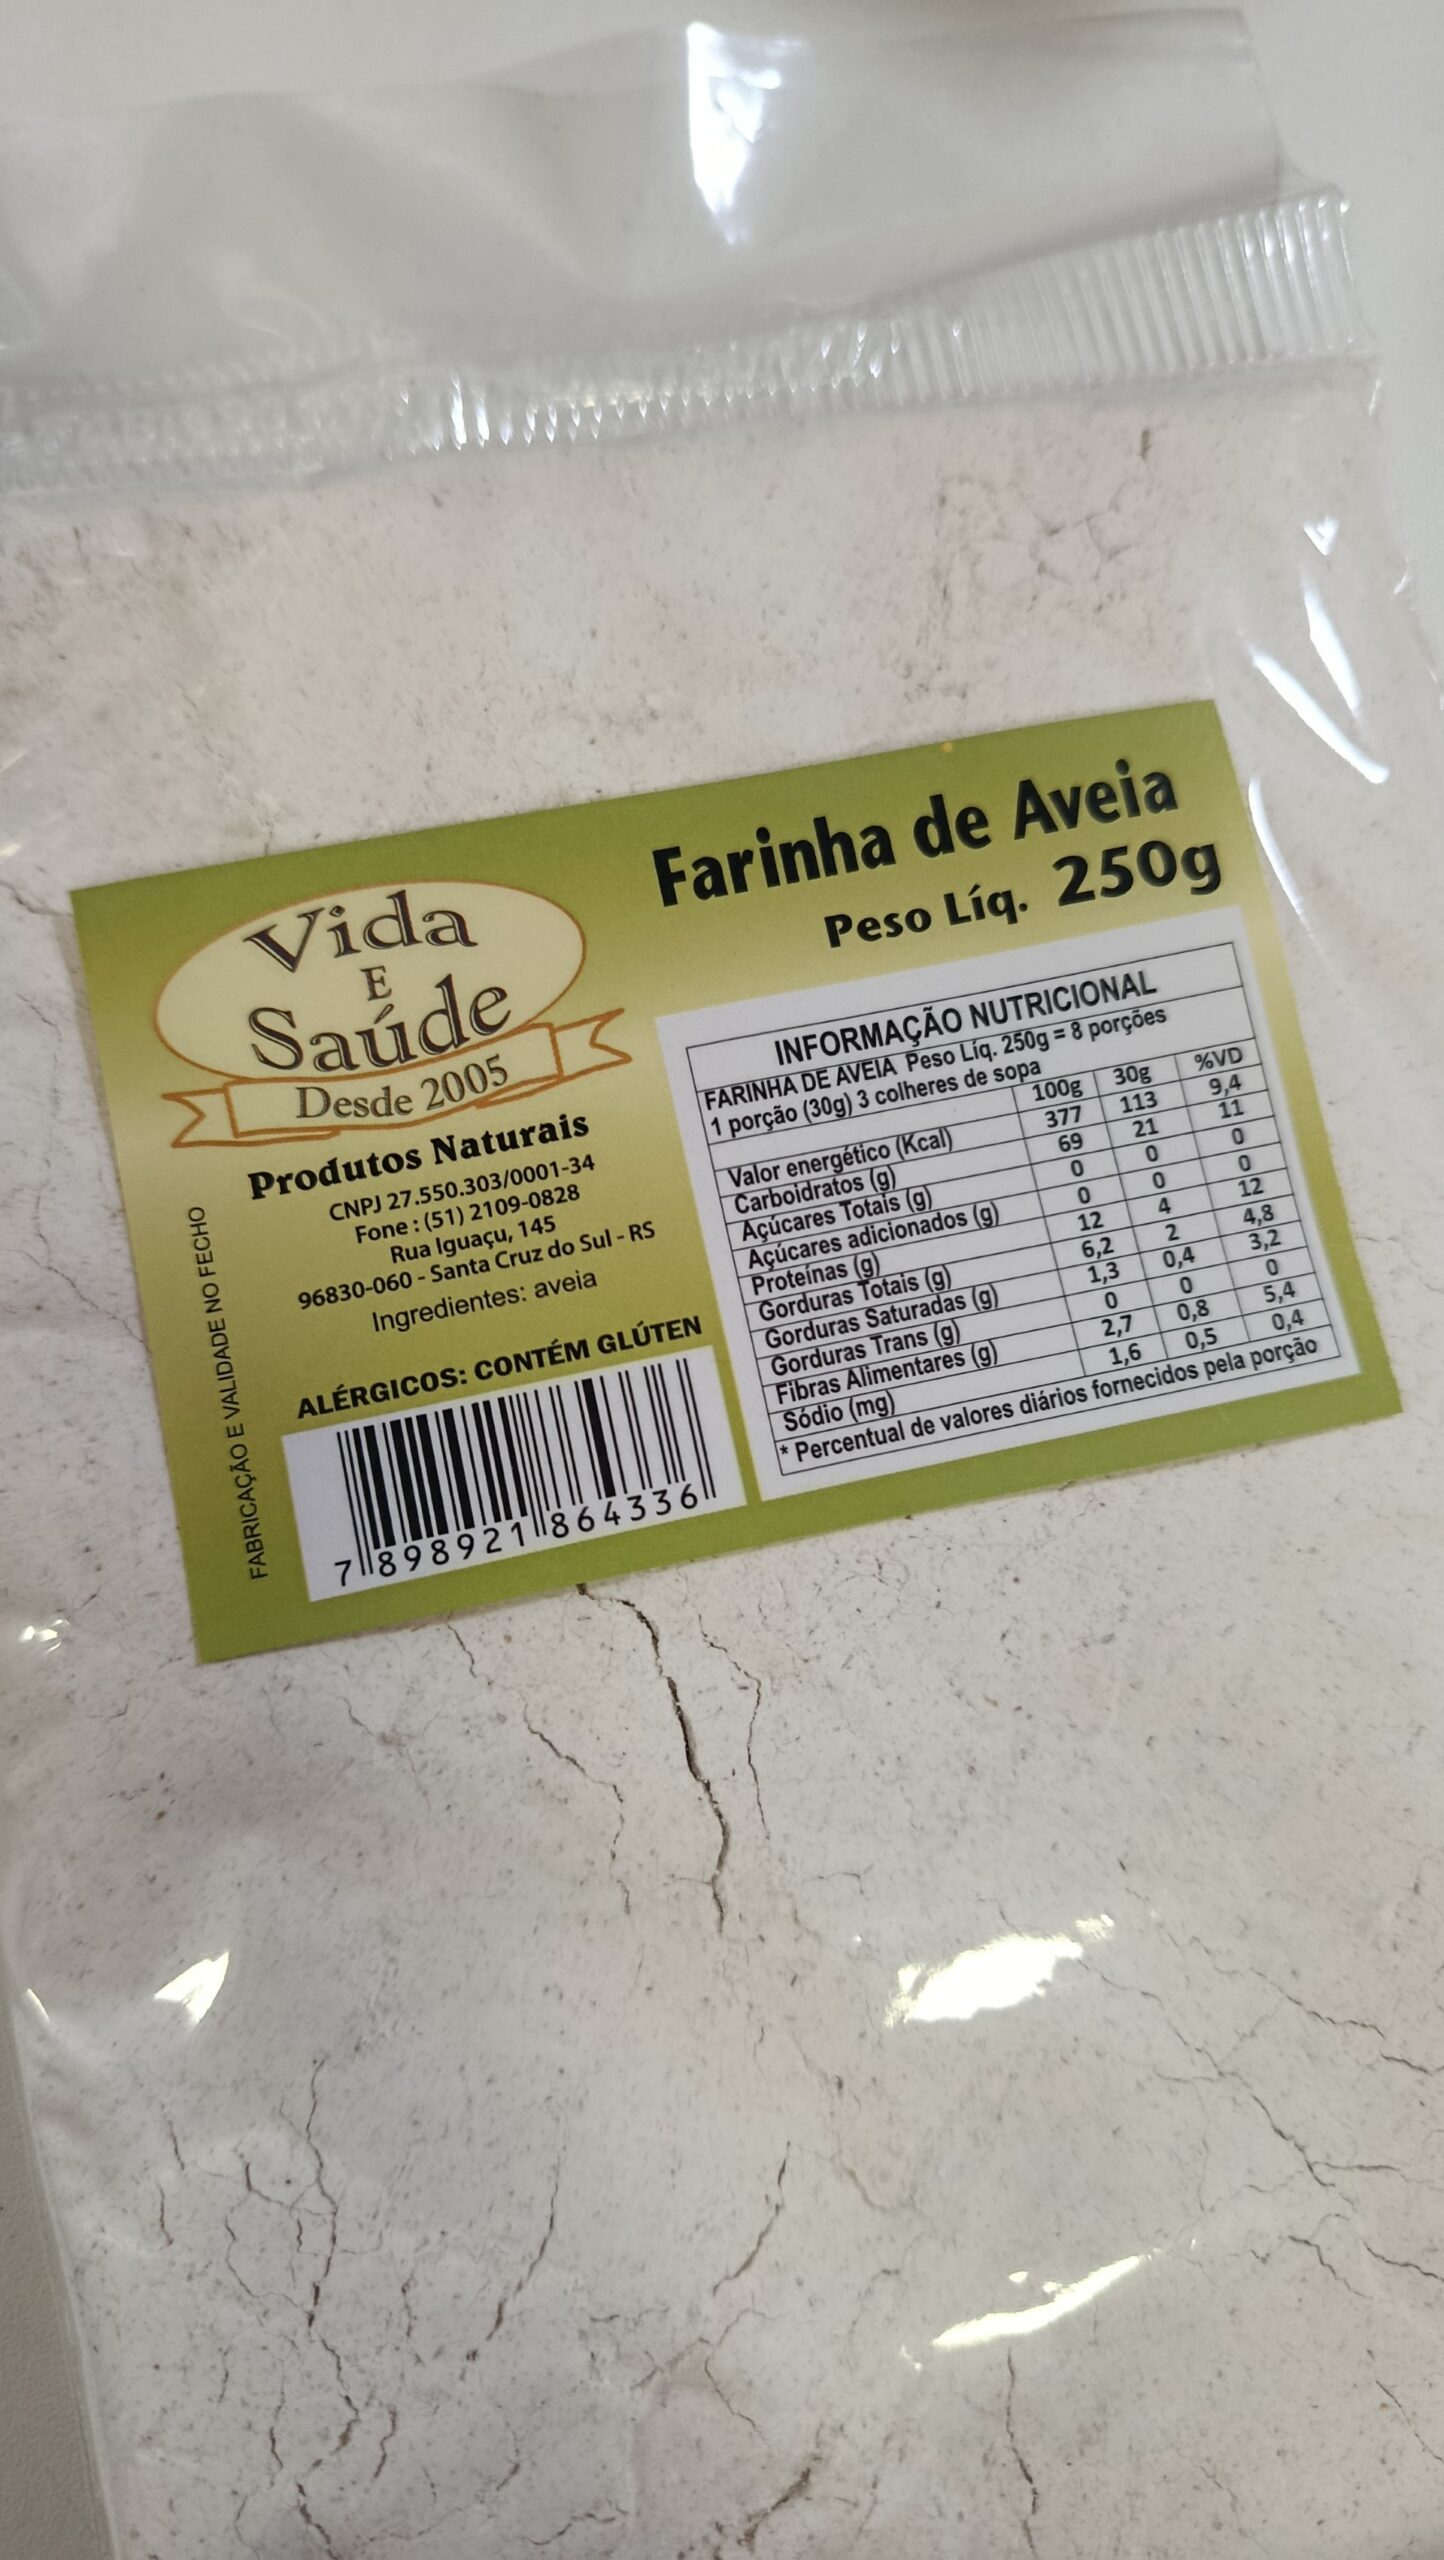 Farinha de Aveia
Peso Líq. 250g
Vida
E
Saúde
Desde 2005
Produtos Naturais
CNPJ 27.550.303/0001-34
Fone : (51) 2109-0828
Rua Iguaçu, 145
96830-060 - Santa Cruz do Sul - RS
Ingredientes: aveia
ALÉRGICOS: CONTÉM GLÚTEN
7 898921 864336
FABRICAÇÃO E VALIDADE NO FECHO
INFORMAÇÃO NUTRICIONAL
FARINHA DE AVEIA Peso Líq. 250g = 8 porções
1 porção (30g) 3 colheres de sopa
100g 30g %VD
Valor energético (Kcal) 377 113 9,4
Carboidratos (g) 69 21 11
Açúcares Totais (g) 0 0 0
Açúcares adicionados (g) 0 0 0
Proteínas (g) 12 4 12
Gorduras Totais (g) 6,2 2 4,8
Gorduras Saturadas (g) 1,3 0,4 3,2
Gorduras Trans (g) 0 0 0
Fibras Alimentares (g) 2,7 0,8 5,4
Sódio (mg) 1,6 0,5 0,4
* Percentual de valores diários fornecidos pela porção